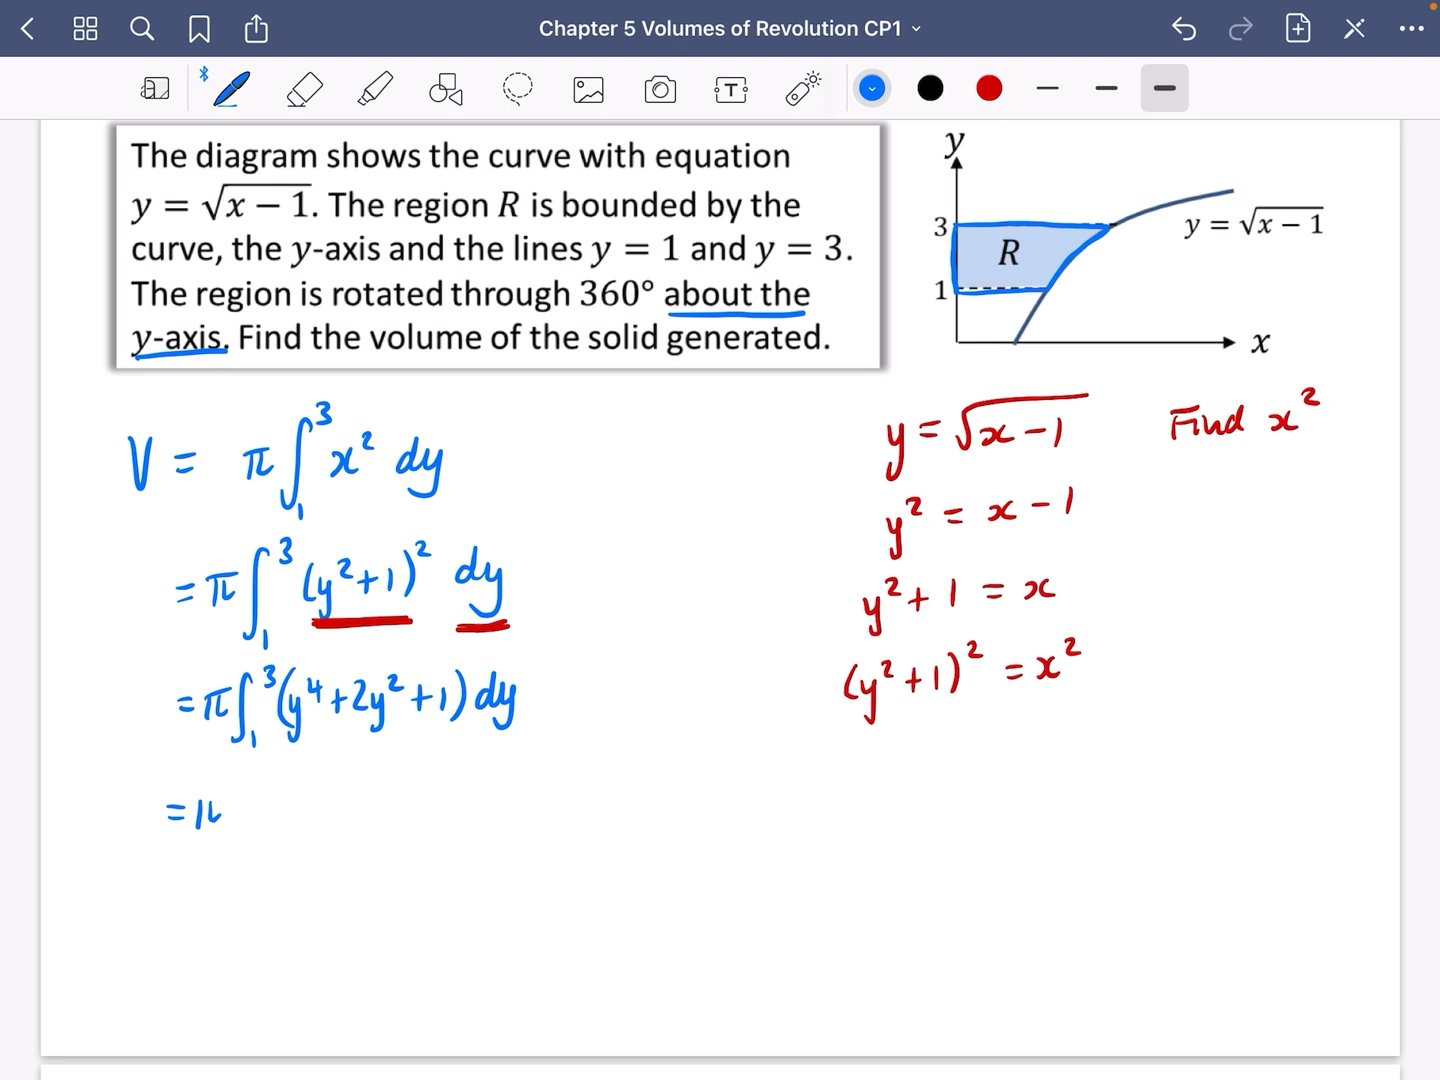 Chapter 5 Volumes of Revolution CP1
The diagram shows the curve with equation
y = √(x − 1). The region R is bounded by the
curve, the y-axis and the lines y = 1 and y = 3.
The region is rotated through 360° about the
y-axis. Find the volume of the solid generated.
y
3
R
1
x
y = √(x − 1)
V = π∫₁³ x² dy
= π∫₁³ (y²+1)² dy
= π∫₁³ (y⁴+2y²+1) dy
= π
y = √(x − 1)
Find x²
y² = x − 1
y² + 1 = x
(y² + 1)² = x²